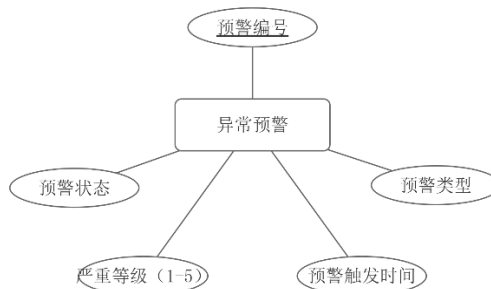 预警编号
异常预警
预警状态
预警类型
严重等级（1-5）
预警触发时间